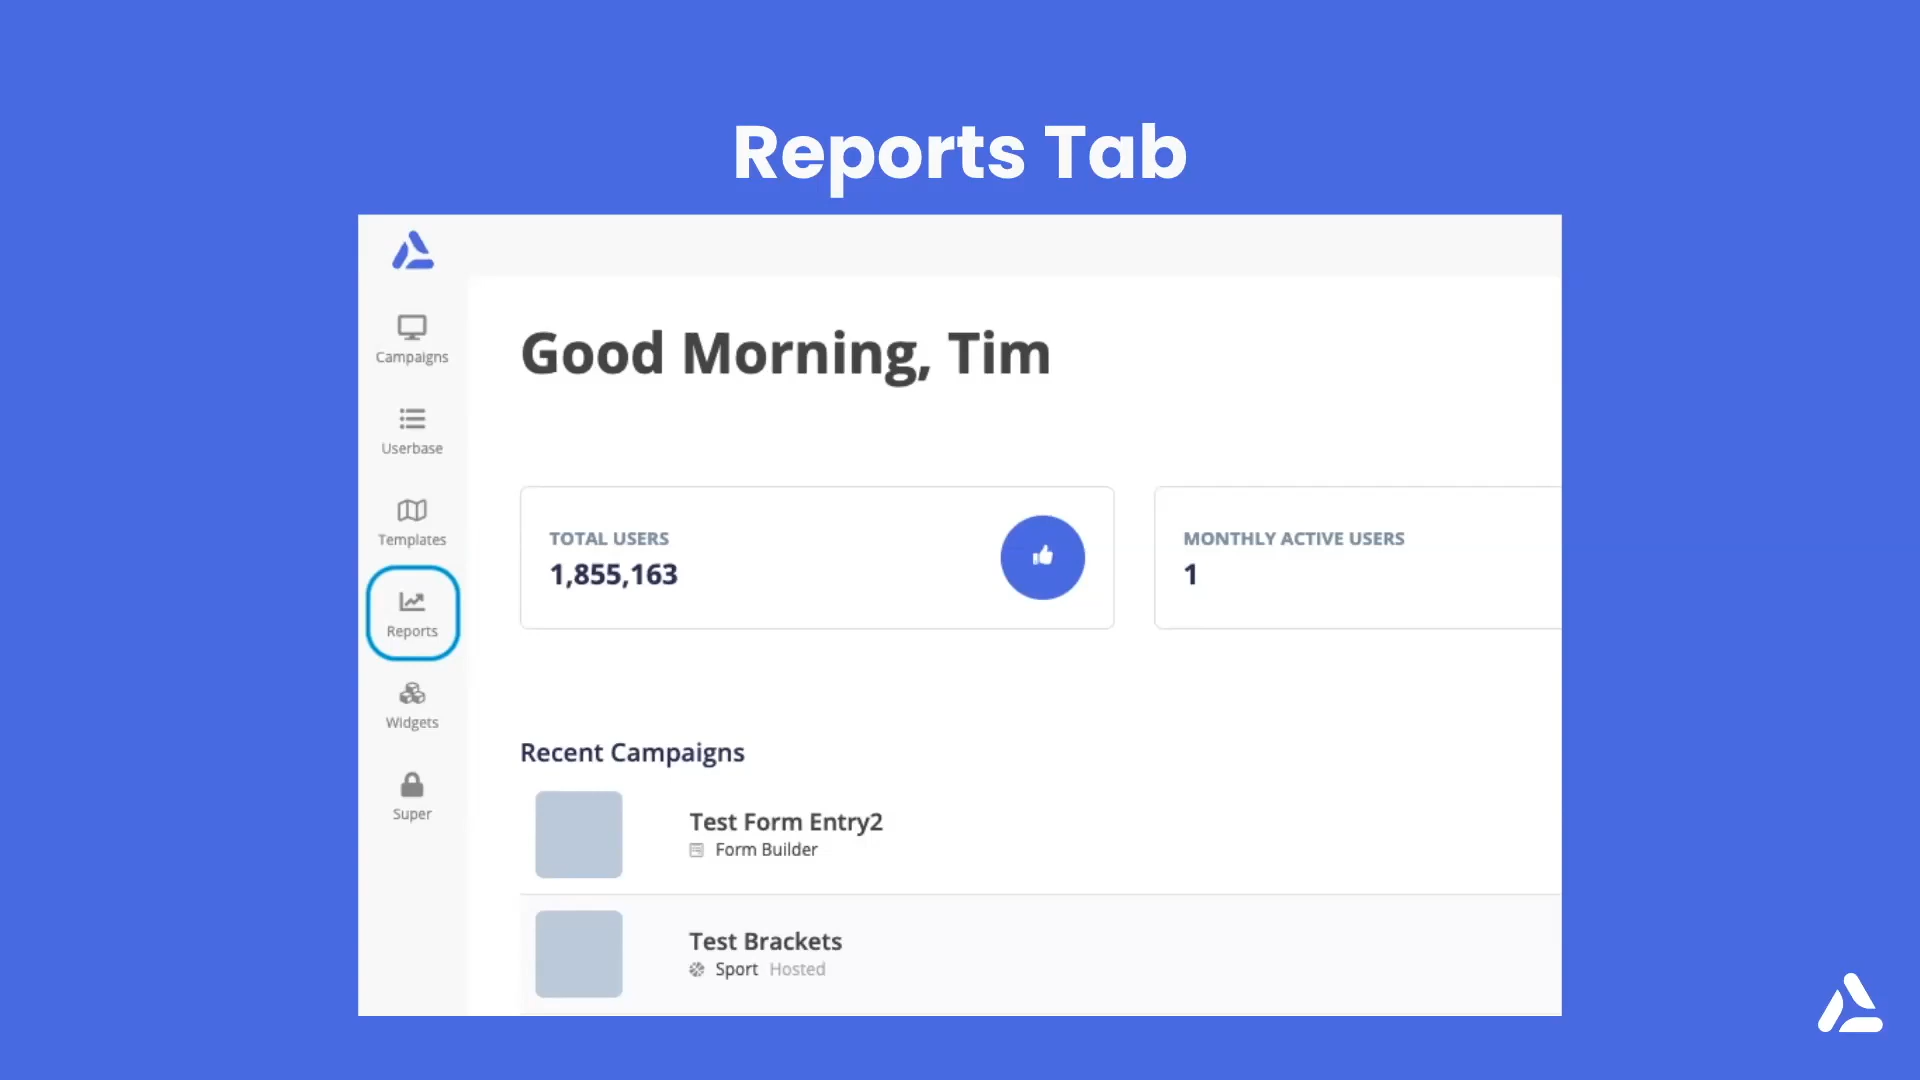 Reports Tab
Campaigns
Userbase
Templates
Reports
Widgets
Super
Good Morning, Tim
TOTAL USERS
1,855,163
MONTHLY ACTIVE USERS
1
Recent Campaigns
Test Form Entry2
Form Builder
Test Brackets
Sport Hosted